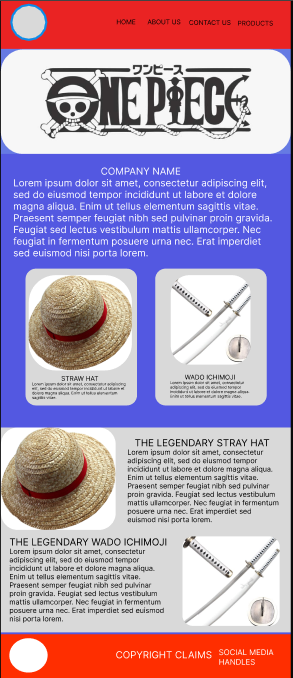 HOME ABOUT US CONTACT US PRODUCTS
ワンピース
ONE PIECE
COMPANY NAME
Lorem ipsum dolor sit amet, consectetur adipiscing elit,
sed do eiusmod tempor incididunt ut labore et dolore
magna aliqua. Enim ut tellus elementum sagittis vitae.
Praesent semper feugiat nibh sed pulvinar proin gravida.
Feugiat sed lectus vestibulum mattis ullamcorper.
feugiat in fermentum posuere urna nec. Erat imperdiet
sed euismod nisi porta lorem.
STRAW HAT
Lorem ipsum dolor sit amet, consectetur adipiscing
elit, sed do eiusmod tempor incididunt ut labore et
dolore magna aliqua. Enim ut tellus elementum
sagittis vitae.
WADO ICHIMOJI
Lorem ipsum dolor sit amet, consectetur adipiscing
elit, sed do eiusmod tempor incididunt ut labore et
dolore magna aliqua. Enim ut tellus elementum
sagittis vitae.
THE LEGENDARY STRAY HAT
Lorem ipsum dolor sit amet, consectetur
adipiscing elit, sed do eiusmod tempor
incididunt ut labore et dolore magna aliqua.
Enim ut tellus elementum sagittis vitae.
Praesent semper feugiat nibh sed pulvinar
proin gravida. Feugiat sed lectus vestibulum
mattis ullamcorper. feugiat in fermentum
posuere urna nec. Erat imperdiet sed
euismod nisi porta lorem.
THE LEGENDARY WADO ICHIMOJI
Lorem ipsum dolor sit amet, consectetur
adipiscing elit, sed do eiusmod tempor
incididunt ut labore et dolore magna aliqua.
Enim ut tellus elementum sagittis vitae.
Praesent semper feugiat nibh sed pulvinar
proin gravida. Feugiat sed lectus vestibulum
mattis ullamcorper. feugiat in fermentum
posuere urna nec. Erat imperdiet sed
euismod nisi porta lorem.
COPYRIGHT CLAIMS
SOCIAL MEDIA
HANDLES